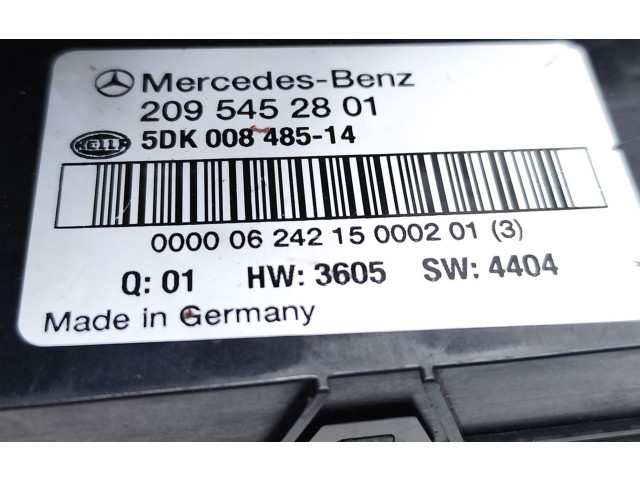 Mercedes-Benz
209 545 28 01
HELLA 5DK 008 485-14
0000 06 242 15 0002 01 (3)
Q: 01 HW: 3605 SW: 4404
Made in Germany